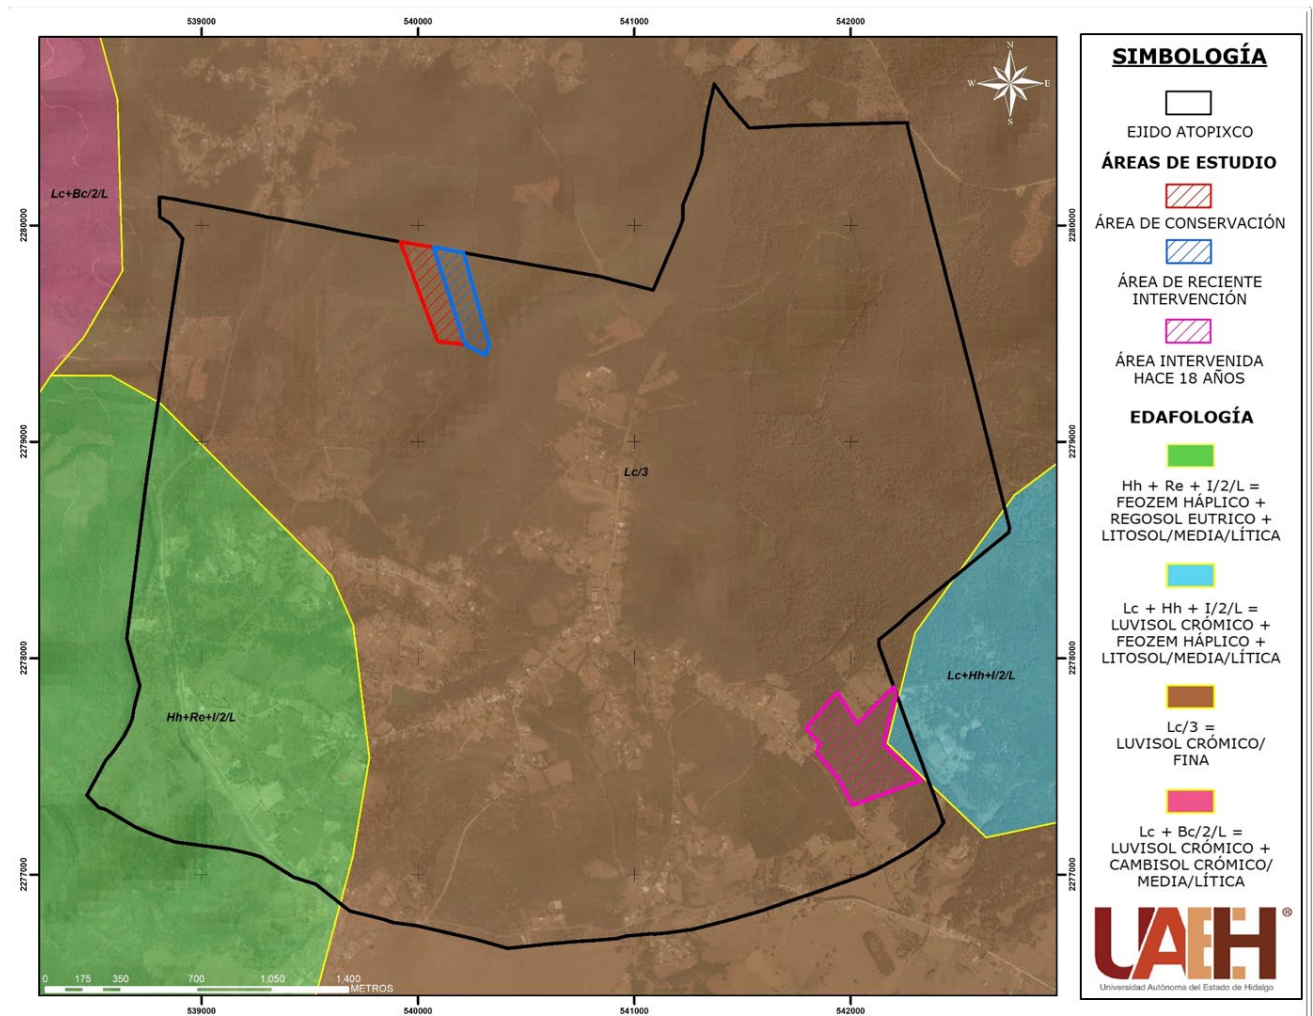 539000
540000
541000
542000
N
W
E
S
Lc+Bc/2/L
2280000
2280000
2279000
2279000
Lc/3
2278000
2278000
Lc+Hh+I/2/L
Hh+Re+I/2/L
2277000
2277000
0
175
350
700
1,050
1,400
METROS
539000
540000
541000
542000
SIMBOLOGÍA
EJIDO ATOPIXCO
ÁREAS DE ESTUDIO
ÁREA DE CONSERVACIÓN
ÁREA DE RECIENTE
INTERVENCIÓN
ÁREA INTERVENIDA
HACE 18 AÑOS
EDAFOLOGÍA
Hh + Re + I/2/L =
FEOZEM HÁPLICO +
REGOSOL EUTRICO +
LITOSOL/MEDIA/LÍTICA
Lc + Hh + I/2/L =
LUVISOL CRÓMICO +
FEOZEM HÁPLICO +
LITOSOL/MEDIA/LÍTICA
Lc/3 =
LUVISOL CRÓMICO/
FINA
Lc + Bc/2/L =
LUVISOL CRÓMICO +
CAMBISOL CRÓMICO/
MEDIA/LÍTICA
UAEH®
Universidad Autónoma del Estado de Hidalgo